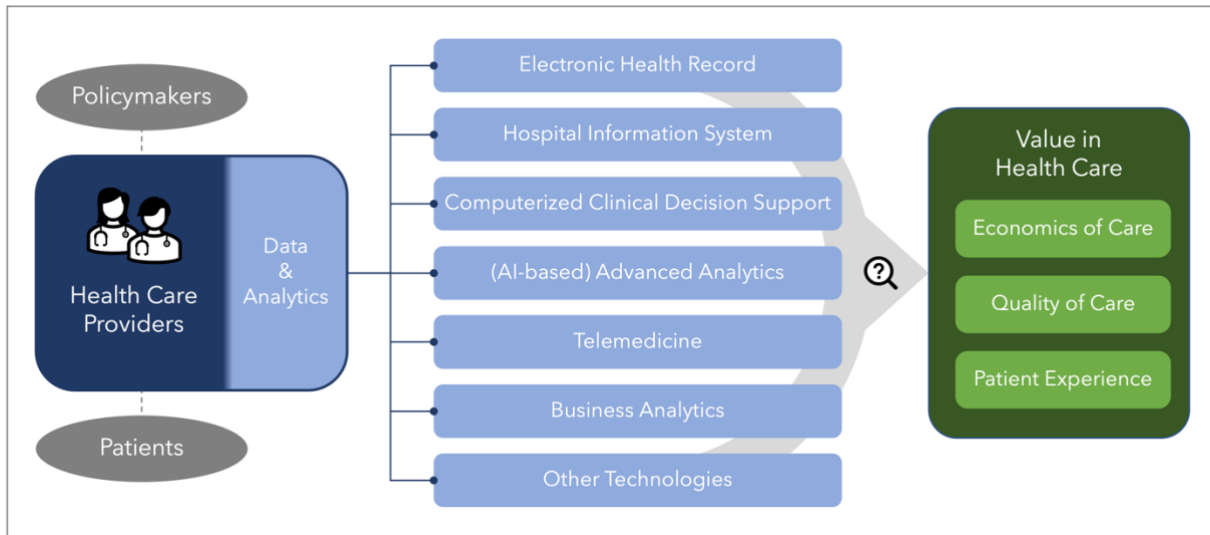 Policymakers
Health Care
Providers
Data
&
Analytics
Patients
Electronic Health Record
Hospital Information System
Computerized Clinical Decision Support
(AI-based) Advanced Analytics
Telemedicine
Business Analytics
Other Technologies
?
Value in
Health Care
Economics of Care
Quality of Care
Patient Experience